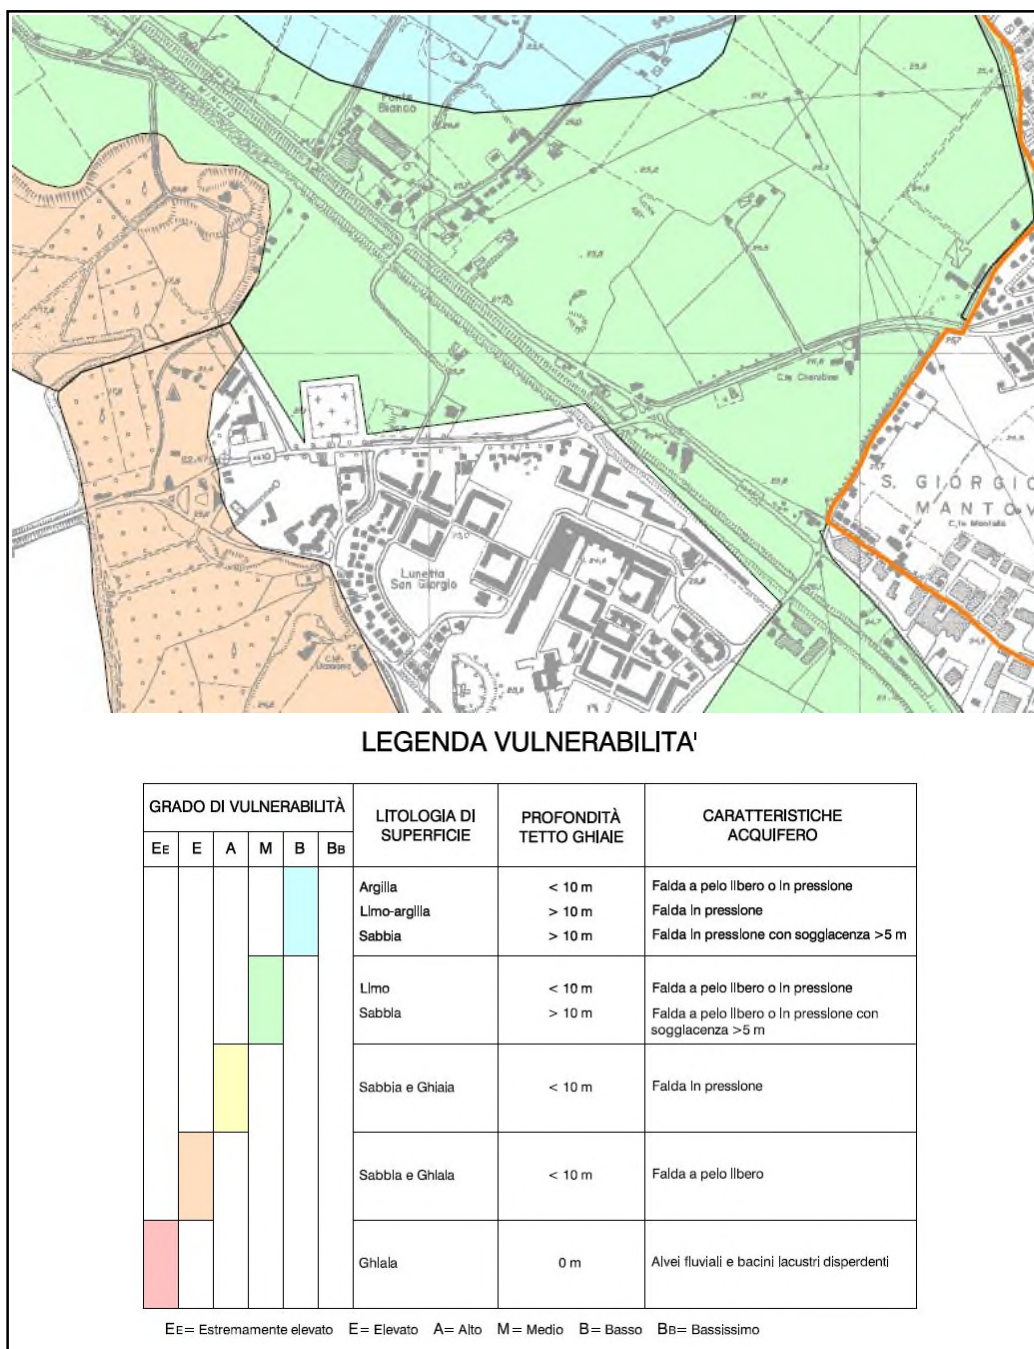 MINCIO
Ponte
Bianco
C.te Cherubina
S. GIORGIO
MANTOV
C.te Montata
Lunetta
San Giorgio
LEGENDA VULNERABILITA'
GRADO DI VULNERABILITÀ
EE E A M B BB
LITOLOGIA DI
SUPERFICIE
PROFONDITÀ
TETTO GHIAIE
CARATTERISTICHE
ACQUIFERO
Argilla < 10 m Falda a pelo libero o in pressione
Limo-argilla > 10 m Falda in pressione
Sabbia > 10 m Falda in pressione con soggiacenza >5 m
Limo < 10 m Falda a pelo libero o in pressione
Sabbia > 10 m Falda a pelo libero o in pressione con
soggiacenza >5 m
Sabbia e Ghiaia < 10 m Falda in pressione
Sabbia e Ghiaia < 10 m Falda a pelo libero
Ghiaia 0 m Alvei fluviali e bacini lacustri disperdenti
EE= Estremamente elevato E= Elevato A= Alto M= Medio B= Basso BB= Bassissimo